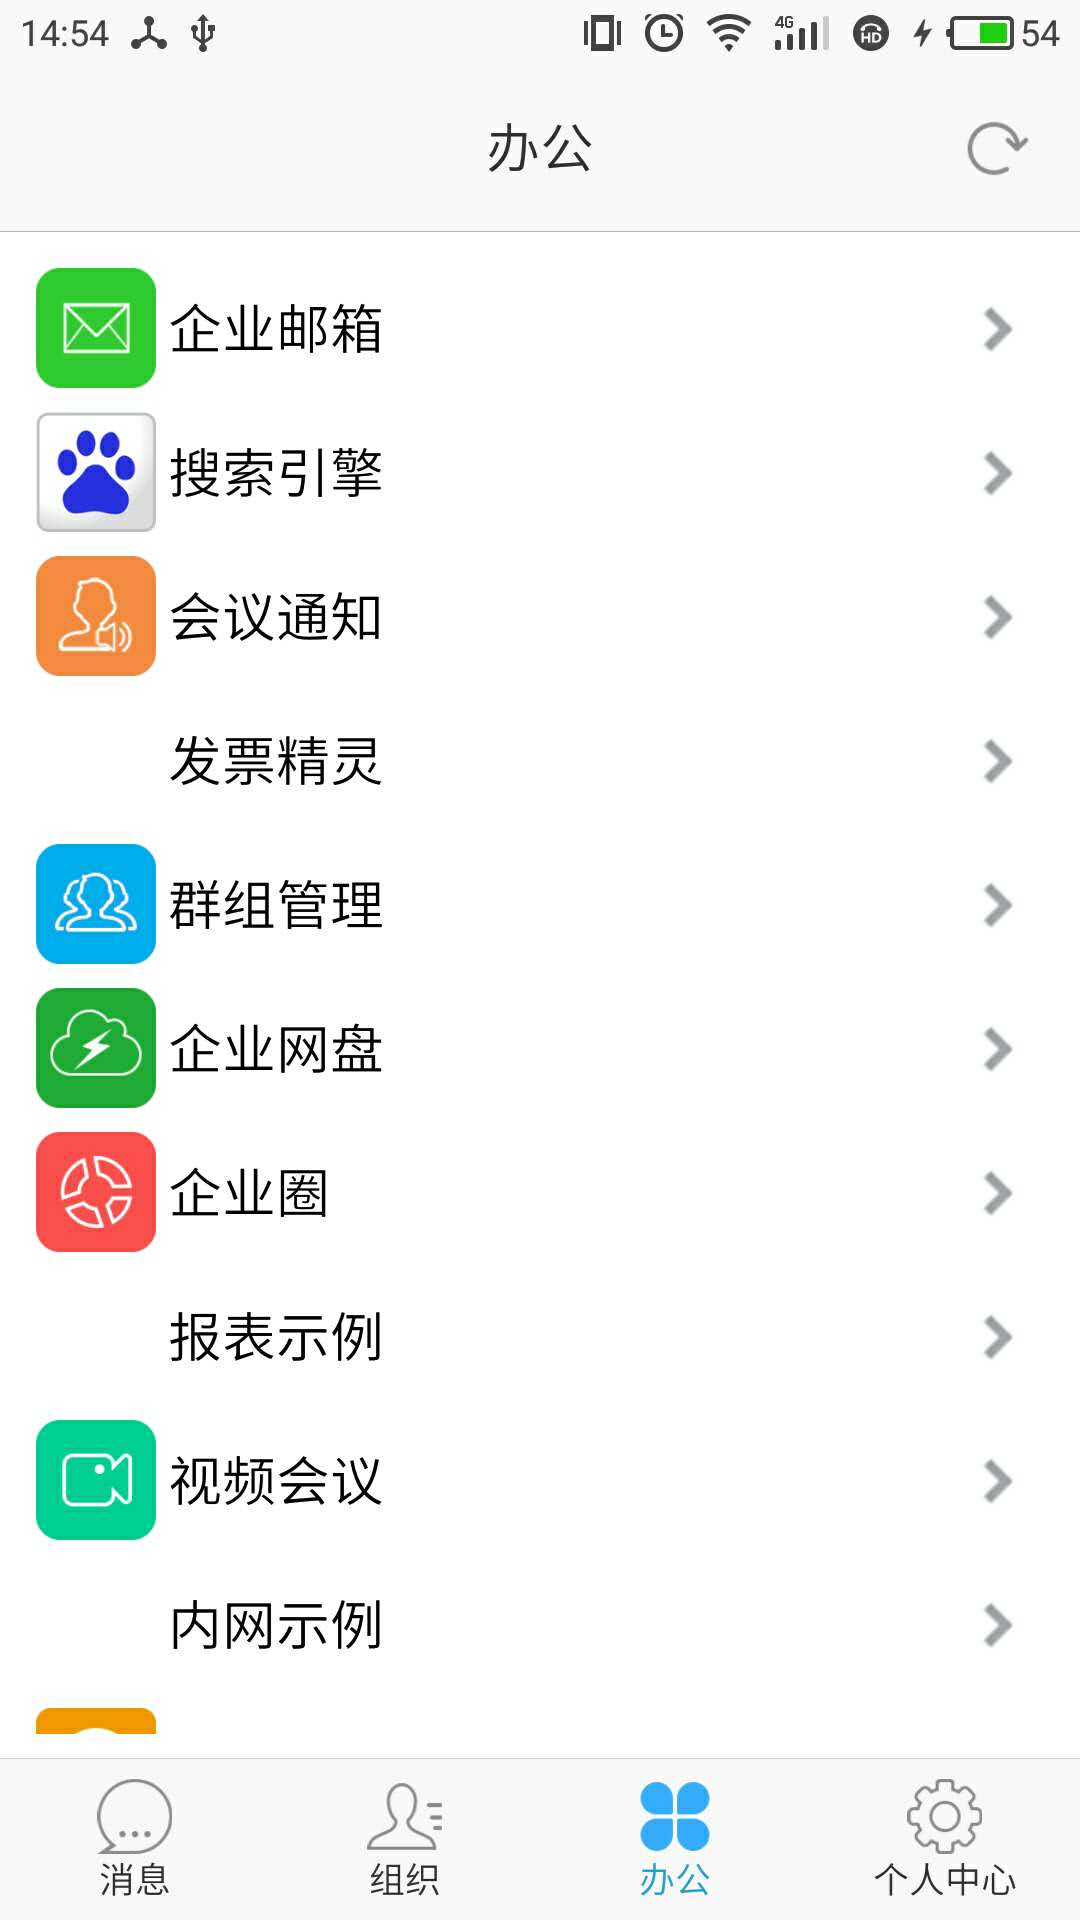 14:54
4G
HD
54
办公
企业邮箱
搜索引擎
会议通知
发票精灵
群组管理
企业网盘
企业圈
报表示例
视频会议
内网示例
消息
组织
办公
个人中心